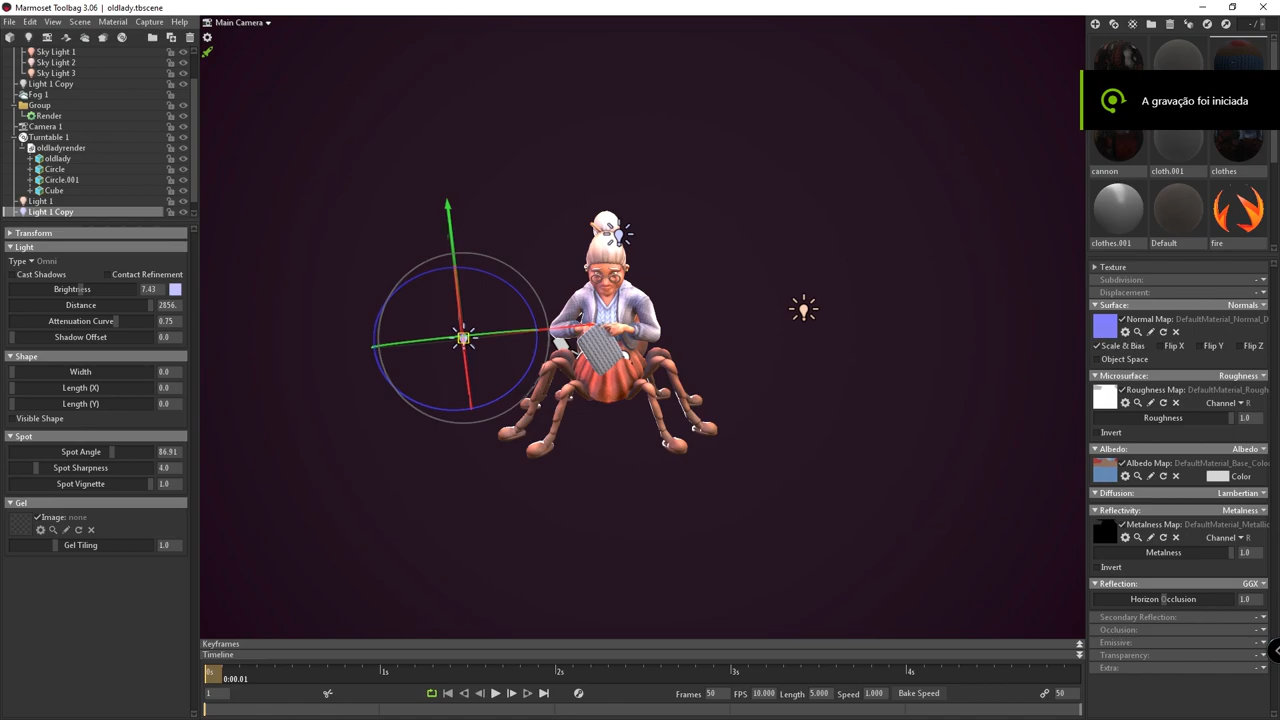 Marmoset Toolbag 3.06 | oldlady.tbscene
File Edit View Scene Material Capture Help
Main Camera
Sky Light 1
Sky Light 2
Sky Light 3
Light 1 Copy
Fog 1
Group
Render
Camera 1
Turntable 1
oldladyrender
oldlady
Circle
Circle.001
Cube
Light 1
Light 1 Copy
Transform
Light
Type Omni
Cast Shadows Contact Refinement
Brightness 7.43
Distance 2856.
Attenuation Curve 0.75
Shadow Offset 0.0
Shape
Width 0.0
Length (X) 0.0
Length (Y) 0.0
Visible Shape
Spot
Spot Angle 86.91
Spot Sharpness 4.0
Spot Vignette 1.0
Gel
Image: none
Gel Tiling 1.0
Keyframes
Timeline
0s 1s 2s 3s 4s
0:00.01
1 Frames 50 FPS 10.000 Length 5.000 Speed 1.000 Bake Speed 50
- /
A gravação foi iniciada
cannon cloth.001 clothes
clothes.001 Default fire
Texture
Subdivision: -
Displacement: -
Surface: Normals
Normal Map: DefaultMaterial_Normal_D
Scale & Bias Flip X Flip Y Flip Z
Object Space
Microsurface: Roughness
Roughness Map: DefaultMaterial_Rough
Channel R
Roughness 1.0
Invert
Albedo: Albedo
Albedo Map: DefaultMaterial_Base_Colo
Color
Diffusion: Lambertian
Reflectivity: Metalness
Metalness Map: DefaultMaterial_Metallic
Channel R
Metalness 1.0
Invert
Reflection: GGX
Horizon Occlusion 1.0
Secondary Reflection: -
Occlusion: -
Emissive: -
Transparency: -
Extra: -